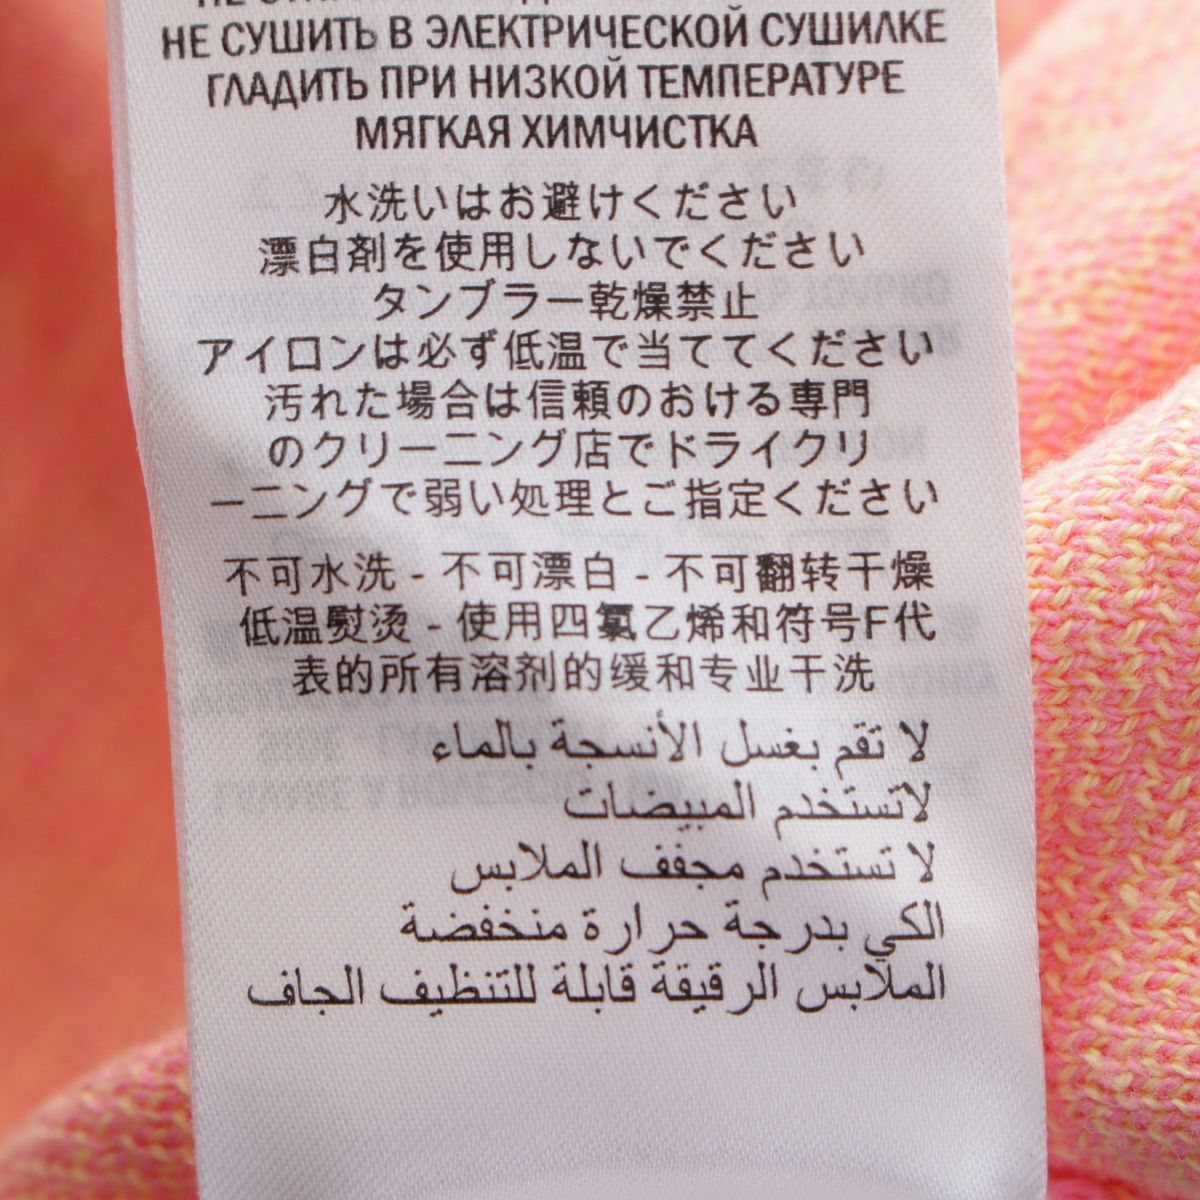 НЕ СУШИТЬ В ЭЛЕКТРИЧЕСКОЙ СУШИЛКЕ
ГЛАДИТЬ ПРИ НИЗКОЙ ТЕМПЕРАТУРЕ
МЯГКАЯ ХИМЧИСТКА
水洗いはお避けください
漂白剤を使用しないでください
タンブラー乾燥禁止
アイロンは必ず低温で当ててください
汚れた場合は信頼のおける専門
のクリーニング店でドライクリ
ーニングで弱い処理とご指定ください
不可水洗 - 不可漂白 - 不可翻转干燥
低温熨烫 - 使用四氯乙烯和符号F代
表的所有溶剂的缓和专业干洗
لا تقم بغسل الأنسجة بالماء
لاتستخدم المبيضات
لا تستخدم مجفف الملابس
الكي بدرجة حرارة منخفضة
الملابس الرقيقة قابلة للتنظيف الجاف